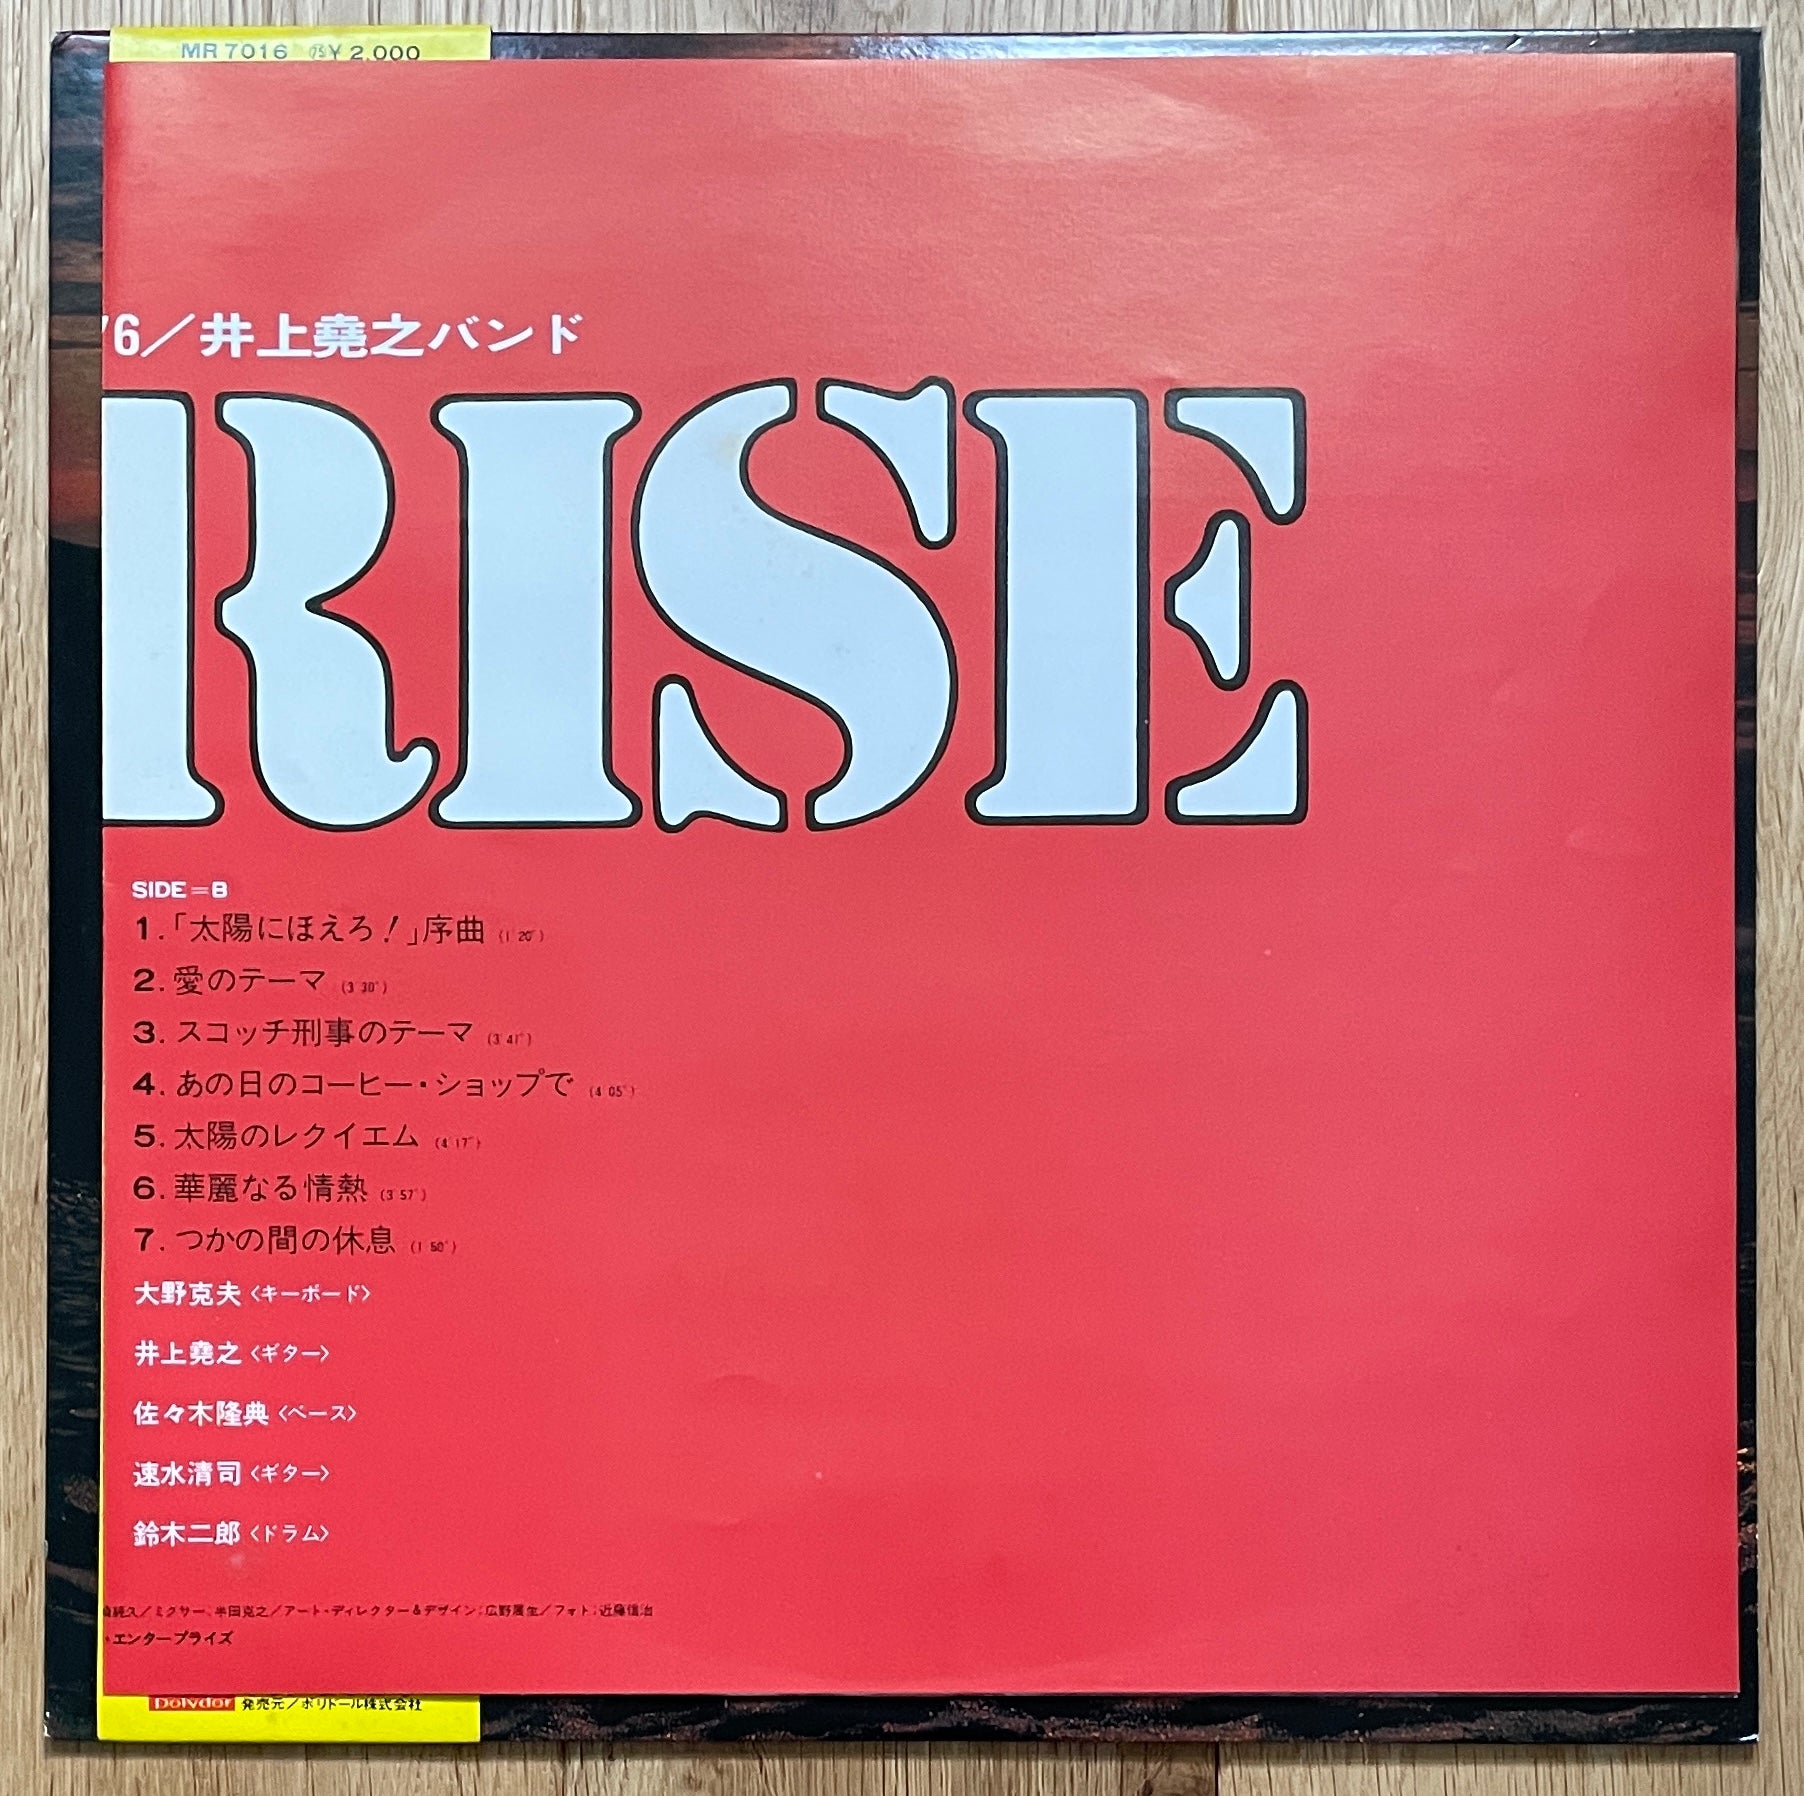 MR 7016 ㋄¥ 2,000
'6／井上堯之バンド
RISE
SIDE=B
1.「太陽にほえろ!」序曲 (1'20")
2. 愛のテーマ (3'30")
3. スコッチ刑事のテーマ (3'41")
4. あの日のコーヒー・ショップで (4'05")
5. 太陽のレクイエム (4'17")
6. 華麗なる情熱 (3'57")
7. つかの間の休息 (1'50")
大野克夫〈キーボード〉
井上堯之〈ギター〉
佐々木隆典〈ベース〉
速水清司〈ギター〉
鈴木二郎〈ドラム〉
純久／ミクサー:半田克之／アート・ディレクター&デザイン:広野展生／フォト:近藤信治
・エンタープライズ
polydor 発売元／ポリドール株式会社